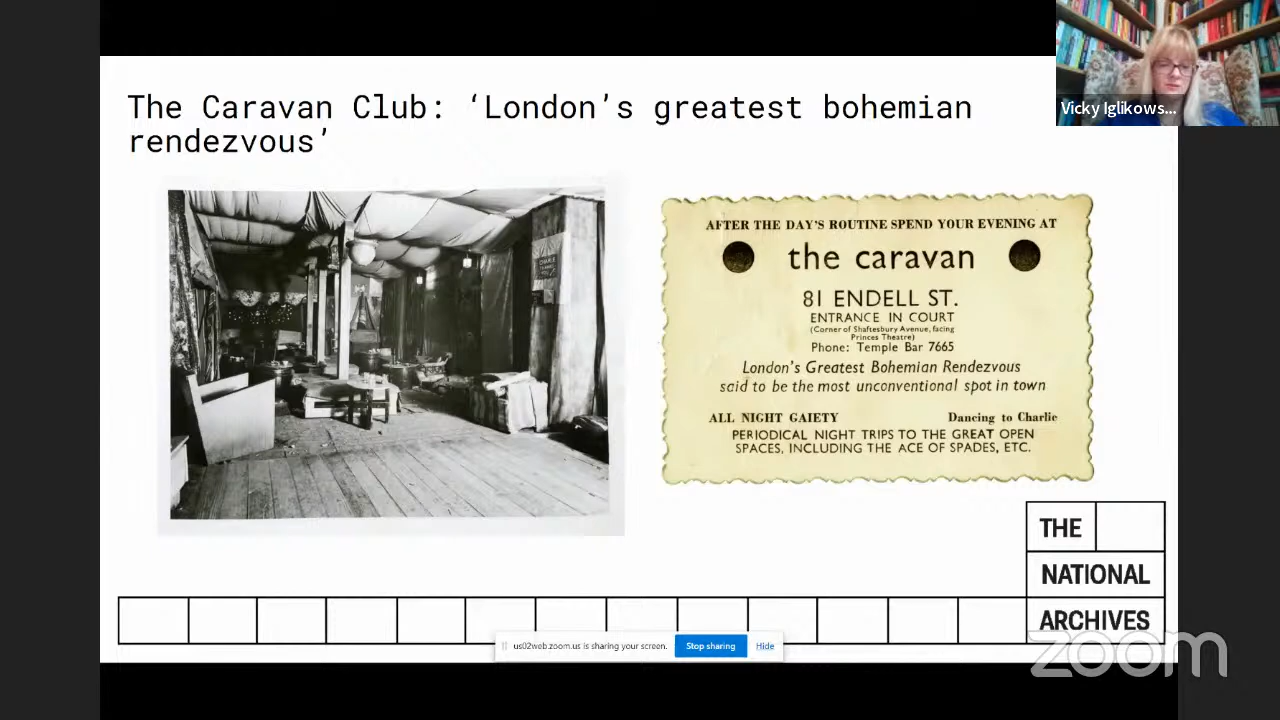 The Caravan Club: ‘London’s greatest bohemian
rendezvous’
Vicky Iglikows...
AFTER THE DAY'S ROUTINE SPEND YOUR EVENING AT
the caravan
81 ENDELL ST.
ENTRANCE IN COURT
(Corner of Shaftesbury Avenue, facing
Princes Theatre)
Phone: Temple Bar 7665
London's Greatest Bohemian Rendezvous
said to be the most unconventional spot in town
ALL NIGHT GAIETY Dancing to Charlie
PERIODICAL NIGHT TRIPS TO THE GREAT OPEN
SPACES, INCLUDING THE ACE OF SPADES, ETC.
THE
NATIONAL
ARCHIVES
us02web.zoom.us is sharing your screen. Stop sharing Hide
zoom